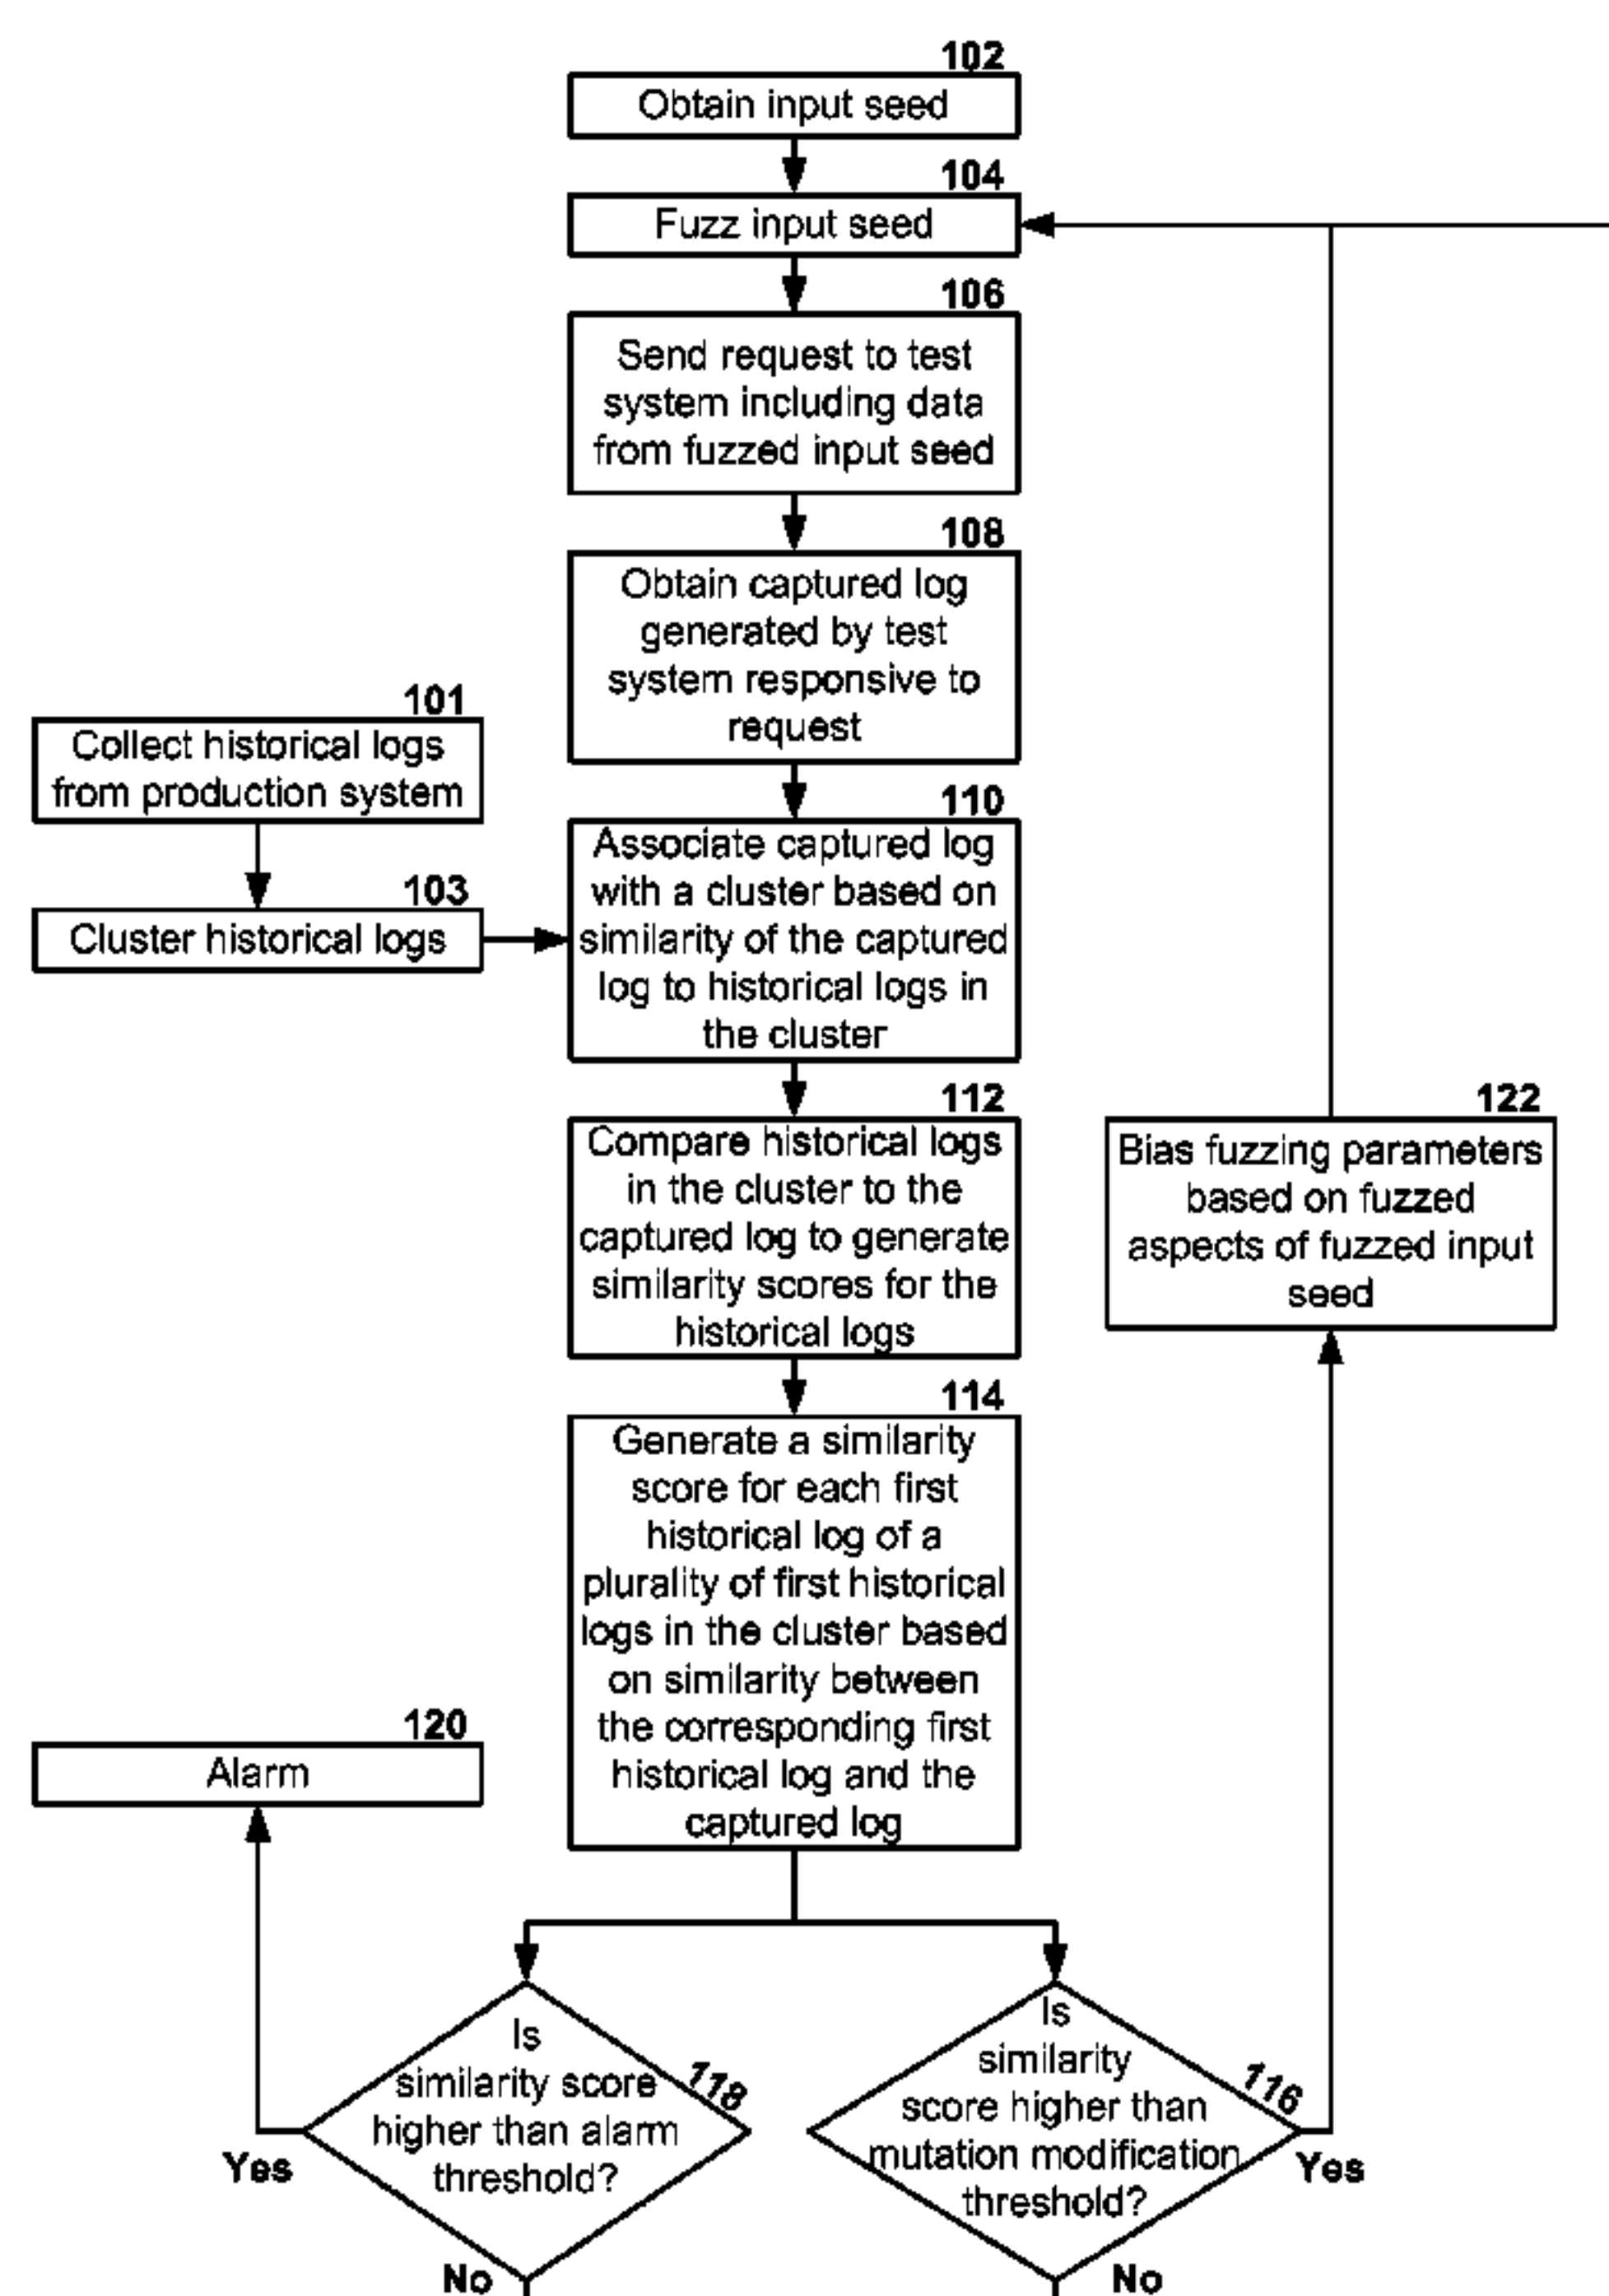 102
Obtain input seed
104
Fuzz input seed
106
Send request to test
system including data
from fuzzed input seed
108
Obtain captured log
generated by test
system responsive to
request
101
Collect historical logs
from production system
103
Cluster historical logs
110
Associate captured log
with a cluster based on
similarity of the captured
log to historical logs in
the cluster
112
Compare historical logs
in the cluster to the
captured log to generate
similarity scores for the
historical logs
122
Bias fuzzing parameters
based on fuzzed
aspects of fuzzed input
seed
114
Generate a similarity
score for each first
historical log of a
plurality of first historical
logs in the cluster based
on similarity between
the corresponding first
historical log and the
captured log
120
Alarm
118
Is
similarity score
higher than alarm
threshold?
Yes
No
116
Is
similarity
score higher than
mutation modification
threshold?
Yes
No